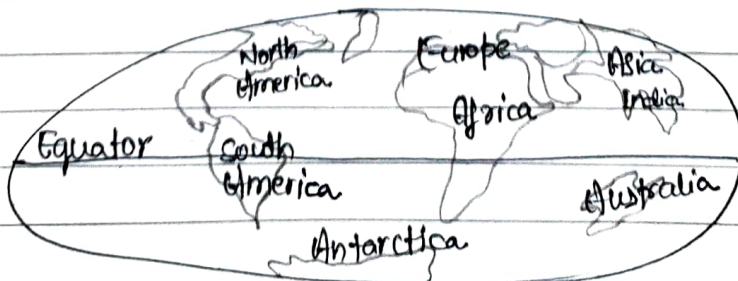 North
America
Europe
Asia
India
Africa
Equator
South
America
Australia
Antarctica